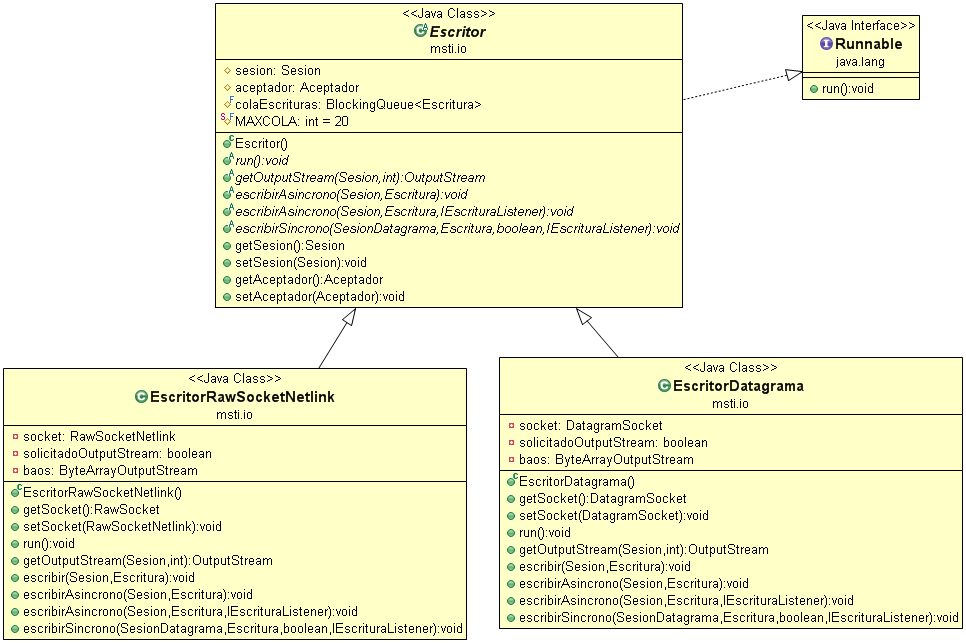 <<Java Class>>
Escritor
msti.io
sesion: Sesion
aceptador: Aceptador
colaEscrituras: BlockingQueue<Escritura>
MAXCOLA: int = 20
Escritor()
run():void
getOutputStream(Sesion,int):OutputStream
escribirAsincrono(Sesion,Escritura):void
escribirAsincrono(Sesion,Escritura,IEscrituraListener):void
escribirSincrono(SesionDatagrama,Escritura,boolean,IEscrituraListener):void
getSesion():Sesion
setSesion(Sesion):void
getAceptador():Aceptador
setAceptador(Aceptador):void
<<Java Interface>>
Runnable
java.lang
run():void
<<Java Class>>
EscritorRawSocketNetlink
msti.io
socket: RawSocketNetlink
solicitadoOutputStream: boolean
baos: ByteArrayOutputStream
EscritorRawSocketNetlink()
getSocket():RawSocket
setSocket(RawSocketNetlink):void
run():void
getOutputStream(Sesion,int):OutputStream
escribir(Sesion,Escritura):void
escribirAsincrono(Sesion,Escritura):void
escribirAsincrono(Sesion,Escritura,IEscrituraListener):void
escribirSincrono(SesionDatagrama,Escritura,boolean,IEscrituraListener):void
<<Java Class>>
EscritorDatagrama
msti.io
socket: DatagramSocket
solicitadoOutputStream: boolean
baos: ByteArrayOutputStream
EscritorDatagrama()
getSocket():DatagramSocket
setSocket(DatagramSocket):void
run():void
getOutputStream(Sesion,int):OutputStream
escribir(Sesion,Escritura):void
escribirAsincrono(Sesion,Escritura):void
escribirAsincrono(Sesion,Escritura,IEscrituraListener):void
escribirSincrono(SesionDatagrama,Escritura,boolean,IEscrituraListener):void